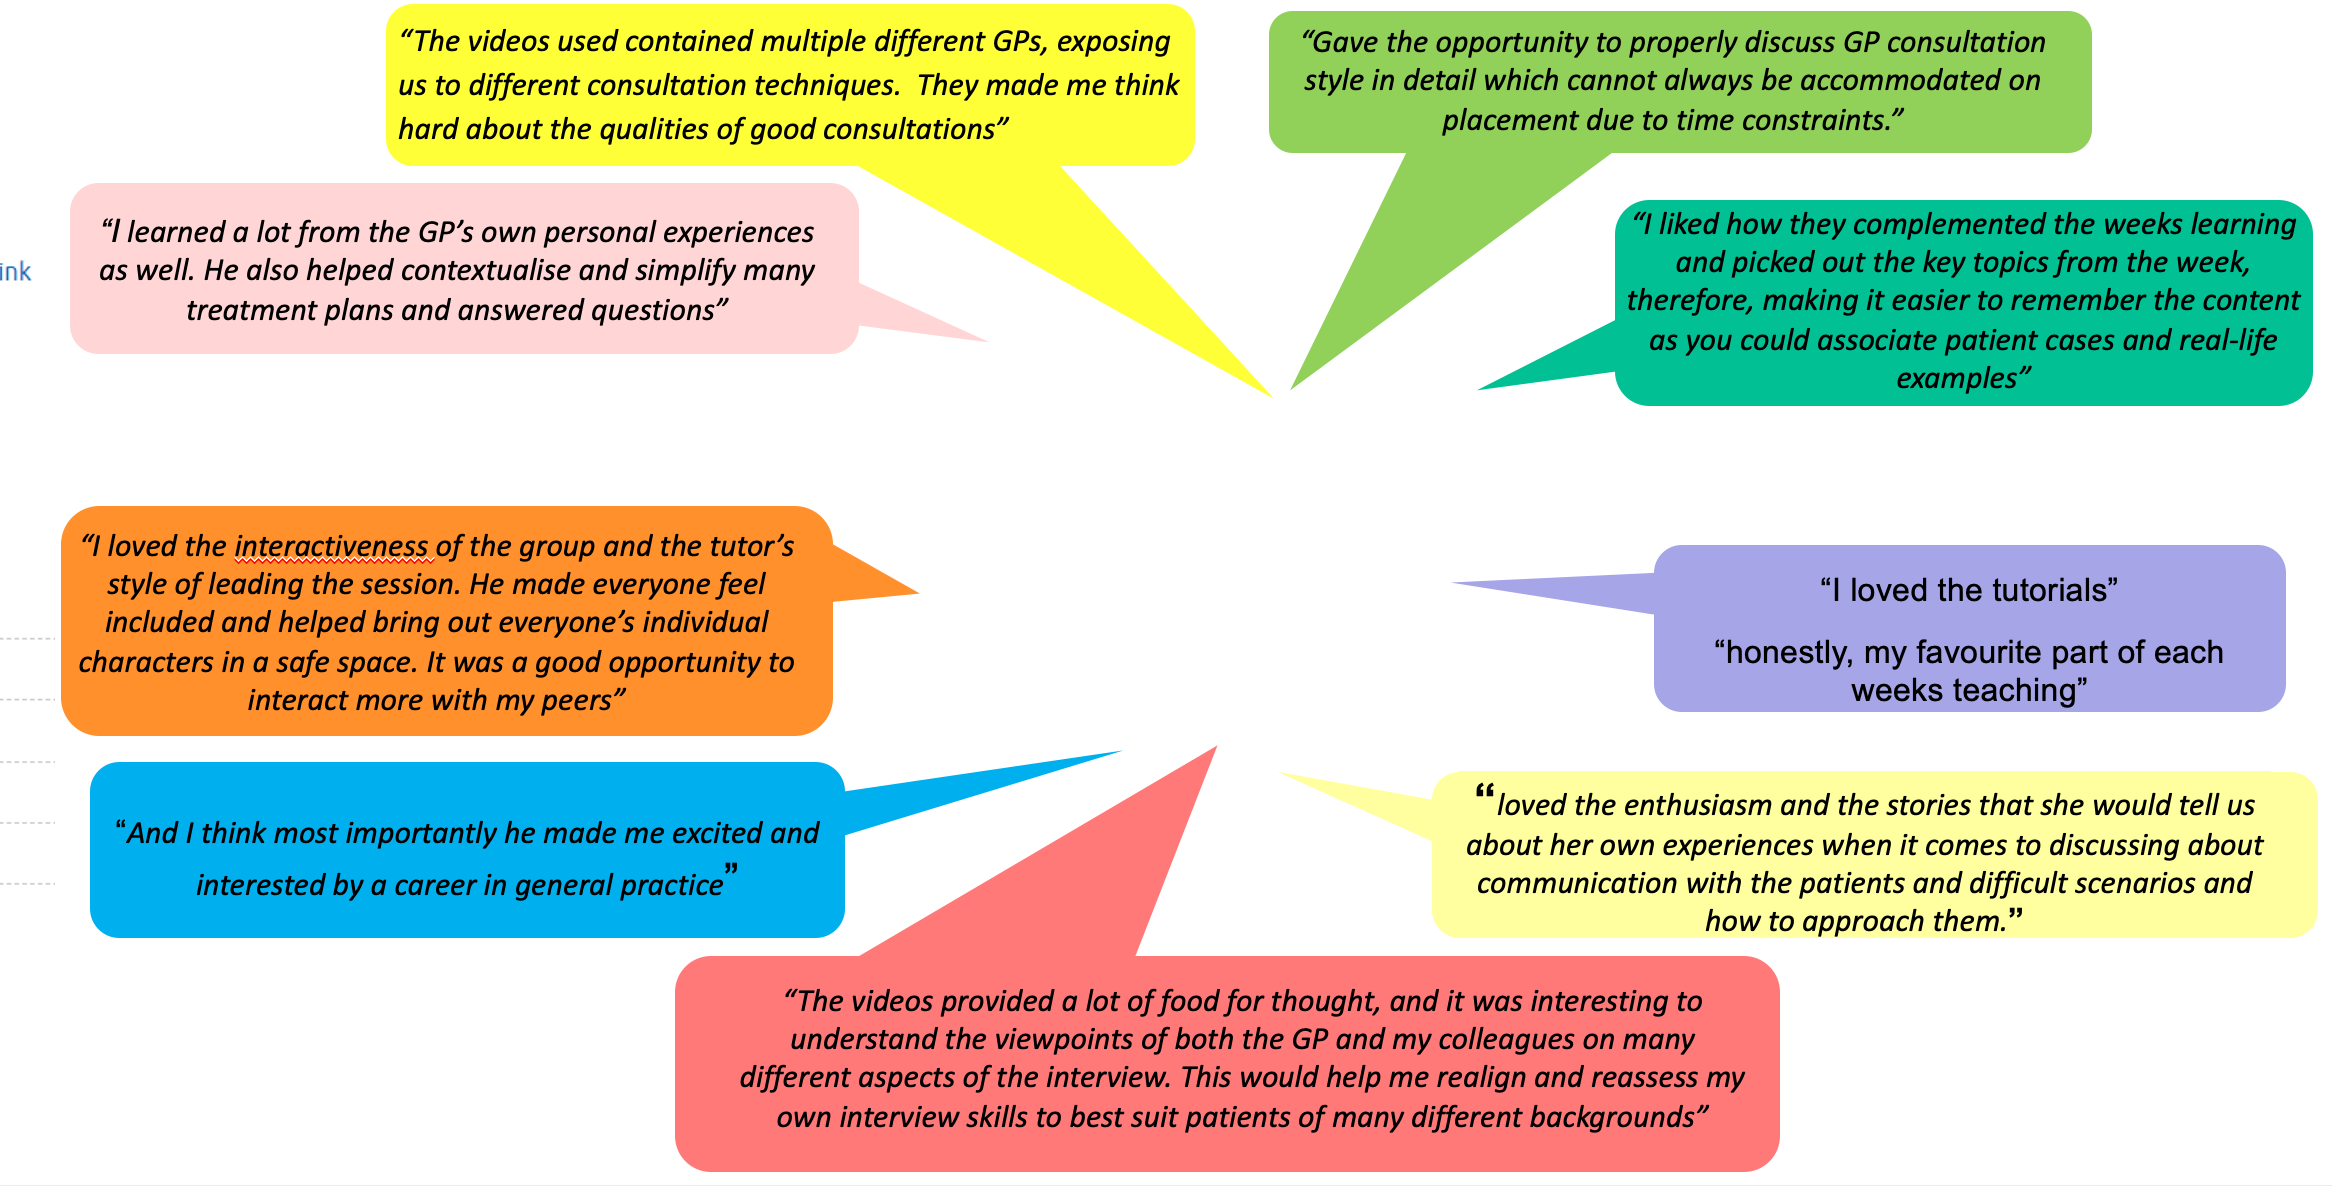 “The videos used contained multiple different GPs, exposing
us to different consultation techniques.  They made me think
hard about the qualities of good consultations”
“Gave the opportunity to properly discuss GP consultation
style in detail which cannot always be accommodated on
placement due to time constraints.”
“I learned a lot from the GP’s own personal experiences
as well. He also helped contextualise and simplify many
treatment plans and answered questions”
“I liked how they complemented the weeks learning
and picked out the key topics from the week,
therefore, making it easier to remember the content
as you could associate patient cases and real-life
examples”
ink
“I loved the interactiveness of the group and the tutor’s
style of leading the session. He made everyone feel
included and helped bring out everyone’s individual
characters in a safe space. It was a good opportunity to
interact more with my peers”
“I loved the tutorials”
“honestly, my favourite part of each
weeks teaching”
“And I think most importantly he made me excited and
interested by a career in general practice”
“loved the enthusiasm and the stories that she would tell us
about her own experiences when it comes to discussing about
communication with the patients and difficult scenarios and
how to approach them.”
“The videos provided a lot of food for thought, and it was interesting to
understand the viewpoints of both the GP and my colleagues on many
different aspects of the interview. This would help me realign and reassess my
own interview skills to best suit patients of many different backgrounds”